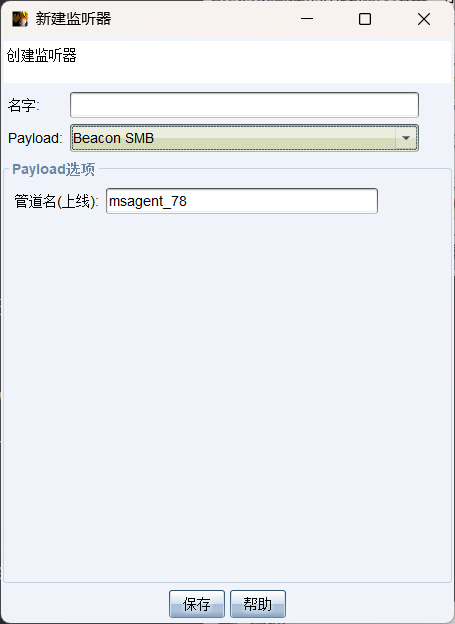 新建监听器
创建监听器
名字:
Payload: Beacon SMB
Payload选项
管道名(上线): msagent_78
保存 帮助